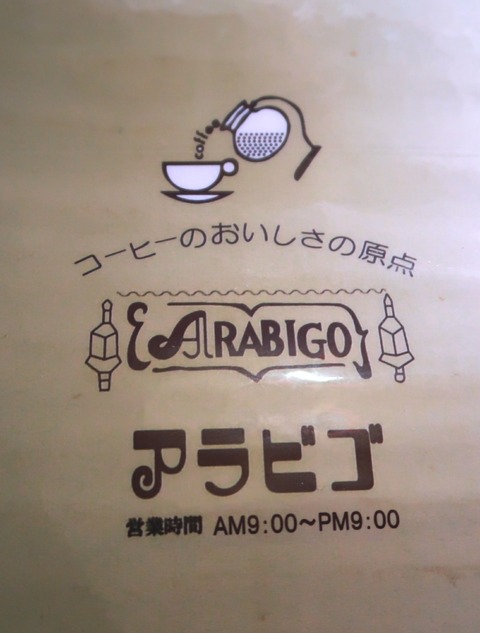 coffee
コーヒーのおいしさの原点
ARABIGO
アラビゴ
営業時間 AM9:00〜PM9:00